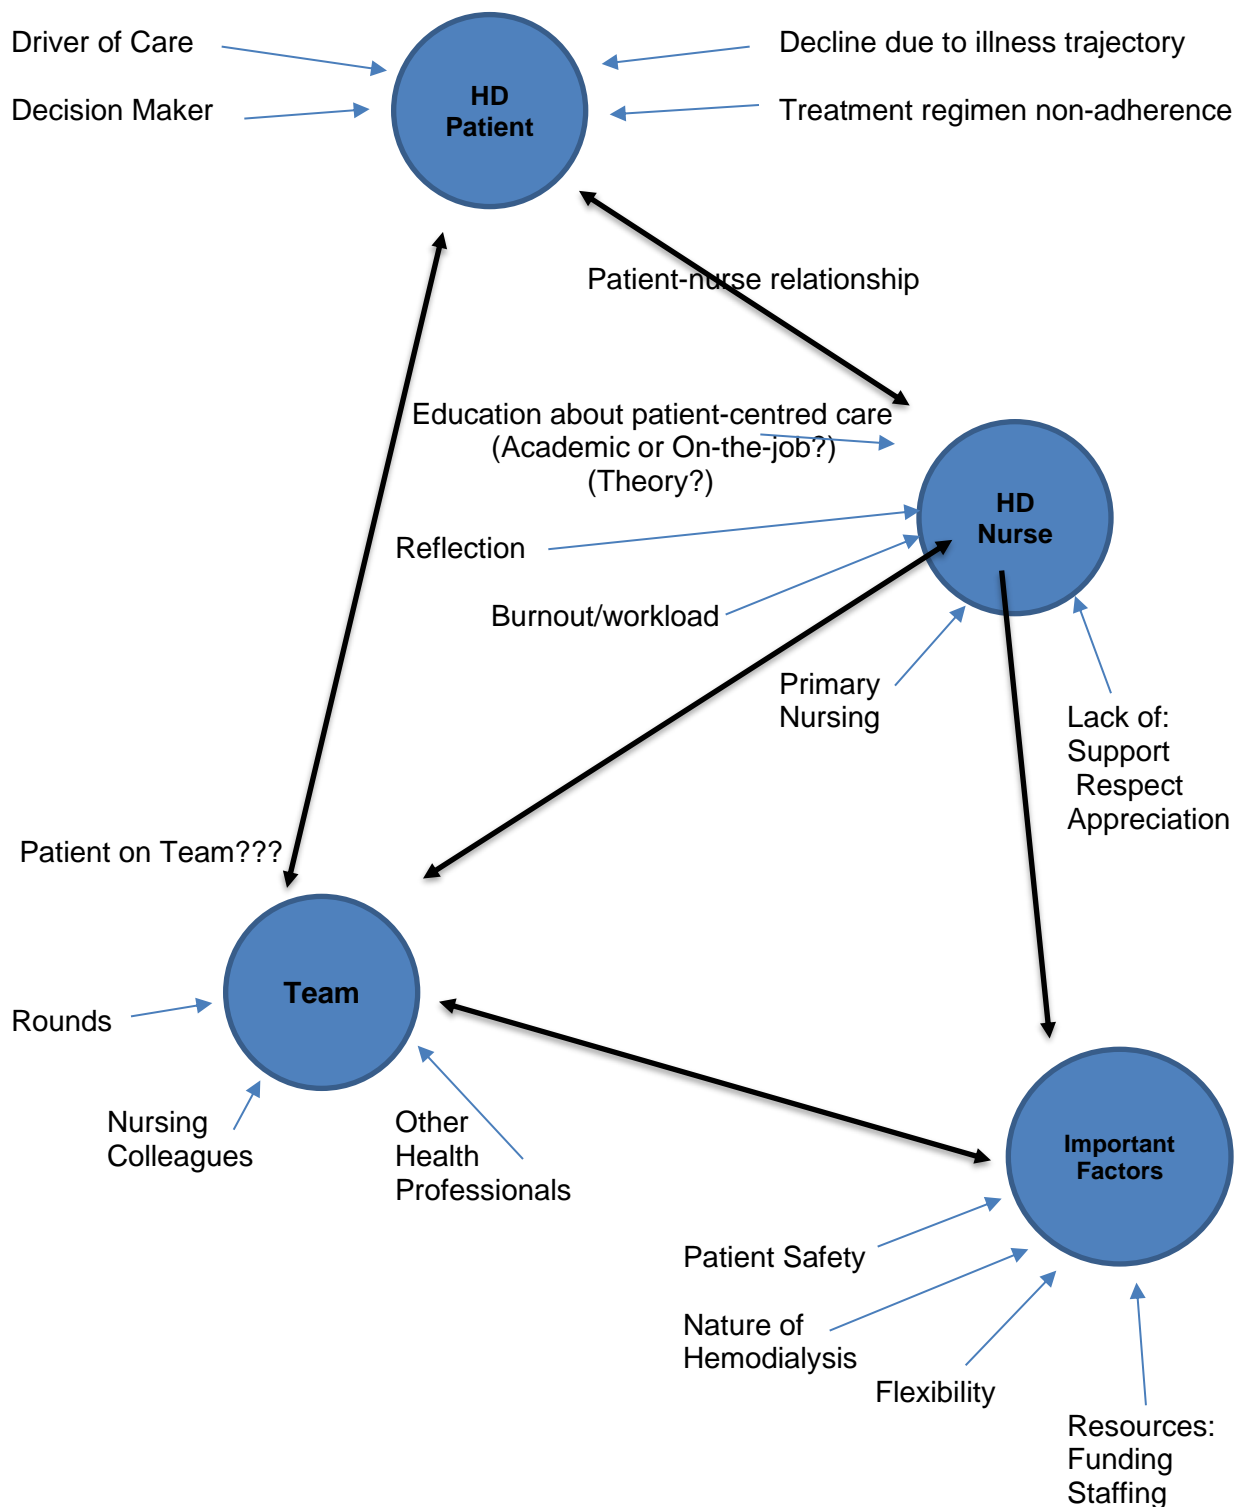 Driver of Care
Decline due to illness trajectory
HD
Patient
Decision Maker
Treatment regimen non-adherence
Patient-nurse relationship
Education about patient-centred care
(Academic or On-the-job?)
(Theory?)
HD
Nurse
Reflection
Burnout/workload
Primary
Nursing
Lack of:
Support
Respect
Appreciation
Patient on Team???
Team
Rounds
Nursing
Colleagues
Other
Health
Professionals
Important
Factors
Patient Safety
Nature of
Hemodialysis
Flexibility
Resources:
Funding
Staffing